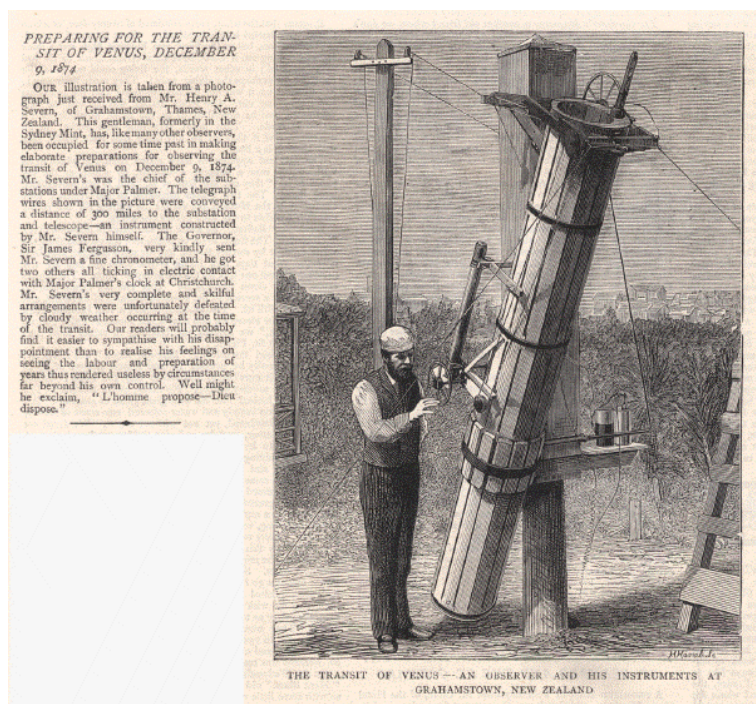 PREPARING FOR THE TRAN-
SIT OF VENUS, DECEMBER
9, 1874
OUR illustration is taken from a photo-
graph just received from Mr. Henry A.
Severn, of Grahamstown, Thames, New
Zealand. This gentleman, formerly in the
Sydney Mint, has, like many other observers,
been occupied for some time past in making
elaborate preparations for observing the
transit of Venus on December 9, 1874.
Mr. Severn's was the chief of the sub-
stations under Major Palmer. The telegraph
wires shown in the picture were conveyed
a distance of 300 miles to the substation
and telescope—an instrument constructed
by Mr. Severn himself. The Governor,
Sir James Fergusson, very kindly sent
Mr. Severn a fine chronometer, and he got
two others all ticking in electric contact
with Major Palmer's clock at Christchurch.
Mr. Severn's very complete and skilful
arrangements were unfortunately defeated
by cloudy weather occurring at the time
of the transit. Our readers will probably
find it easier to sympathise with his disap-
pointment than to realise his feelings on
seeing the labour and preparation of
years thus rendered useless by circumstances
far beyond his own control. Well might
he exclaim, "L'homme propose—Dieu
dispose."
THE TRANSIT OF VENUS—AN OBSERVER AND HIS INSTRUMENTS AT
GRAHAMSTOWN, NEW ZEALAND